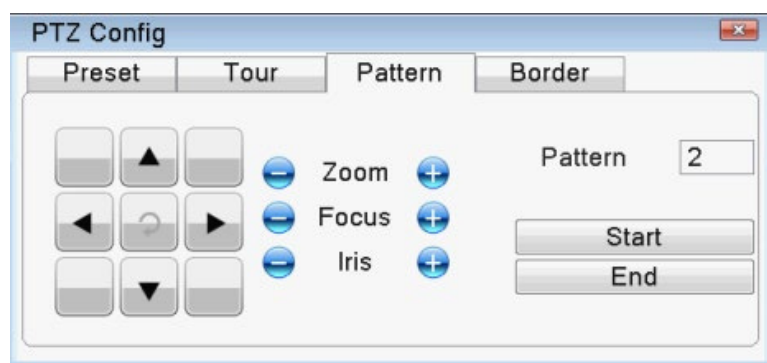 PTZ Config
Preset Tour Pattern Border
Pattern 2
Zoom
Focus
Iris
Start
End